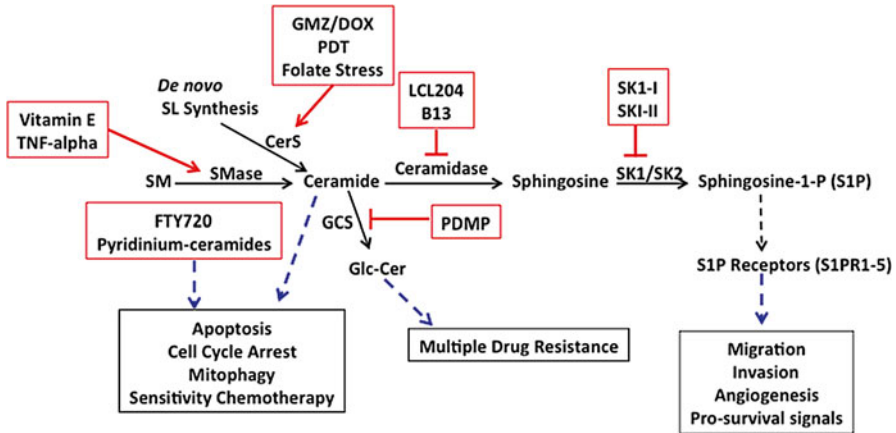 GMZ/DOX
PDT
Folate Stress
De novo
SL Synthesis
LCL204
B13
SK1-I
SKI-II
Vitamin E
TNF-alpha
CerS
SM
SMase
Ceramide
Ceramidase
Sphingosine
SK1/SK2
Sphingosine-1-P (S1P)
FTY720
Pyridinium-ceramides
GCS
PDMP
Glc-Cer
S1P Receptors (S1PR1-5)
Apoptosis
Cell Cycle Arrest
Mitophagy
Sensitivity Chemotherapy
Multiple Drug Resistance
Migration
Invasion
Angiogenesis
Pro-survival signals